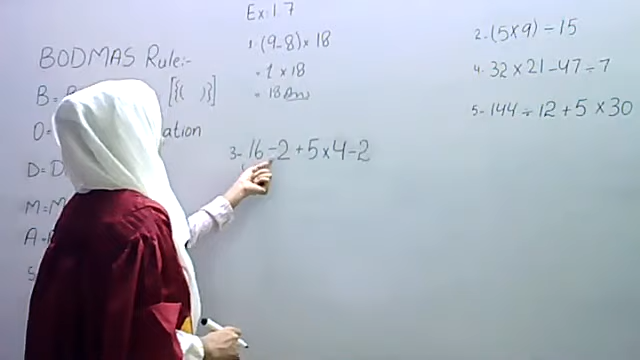 Ex: 1.7
BODMAS Rule:-
B =
[{( )}]
O=
D= D
M=M
A=
S
1. (9-8) × 18
= 1 × 18
= 18 Ans
3- 16 - 2 + 5 × 4 - 2
2. (5×9) ÷ 15
4. 32 × 21 - 47 ÷ 7
5- 144 ÷ 12 + 5 × 30